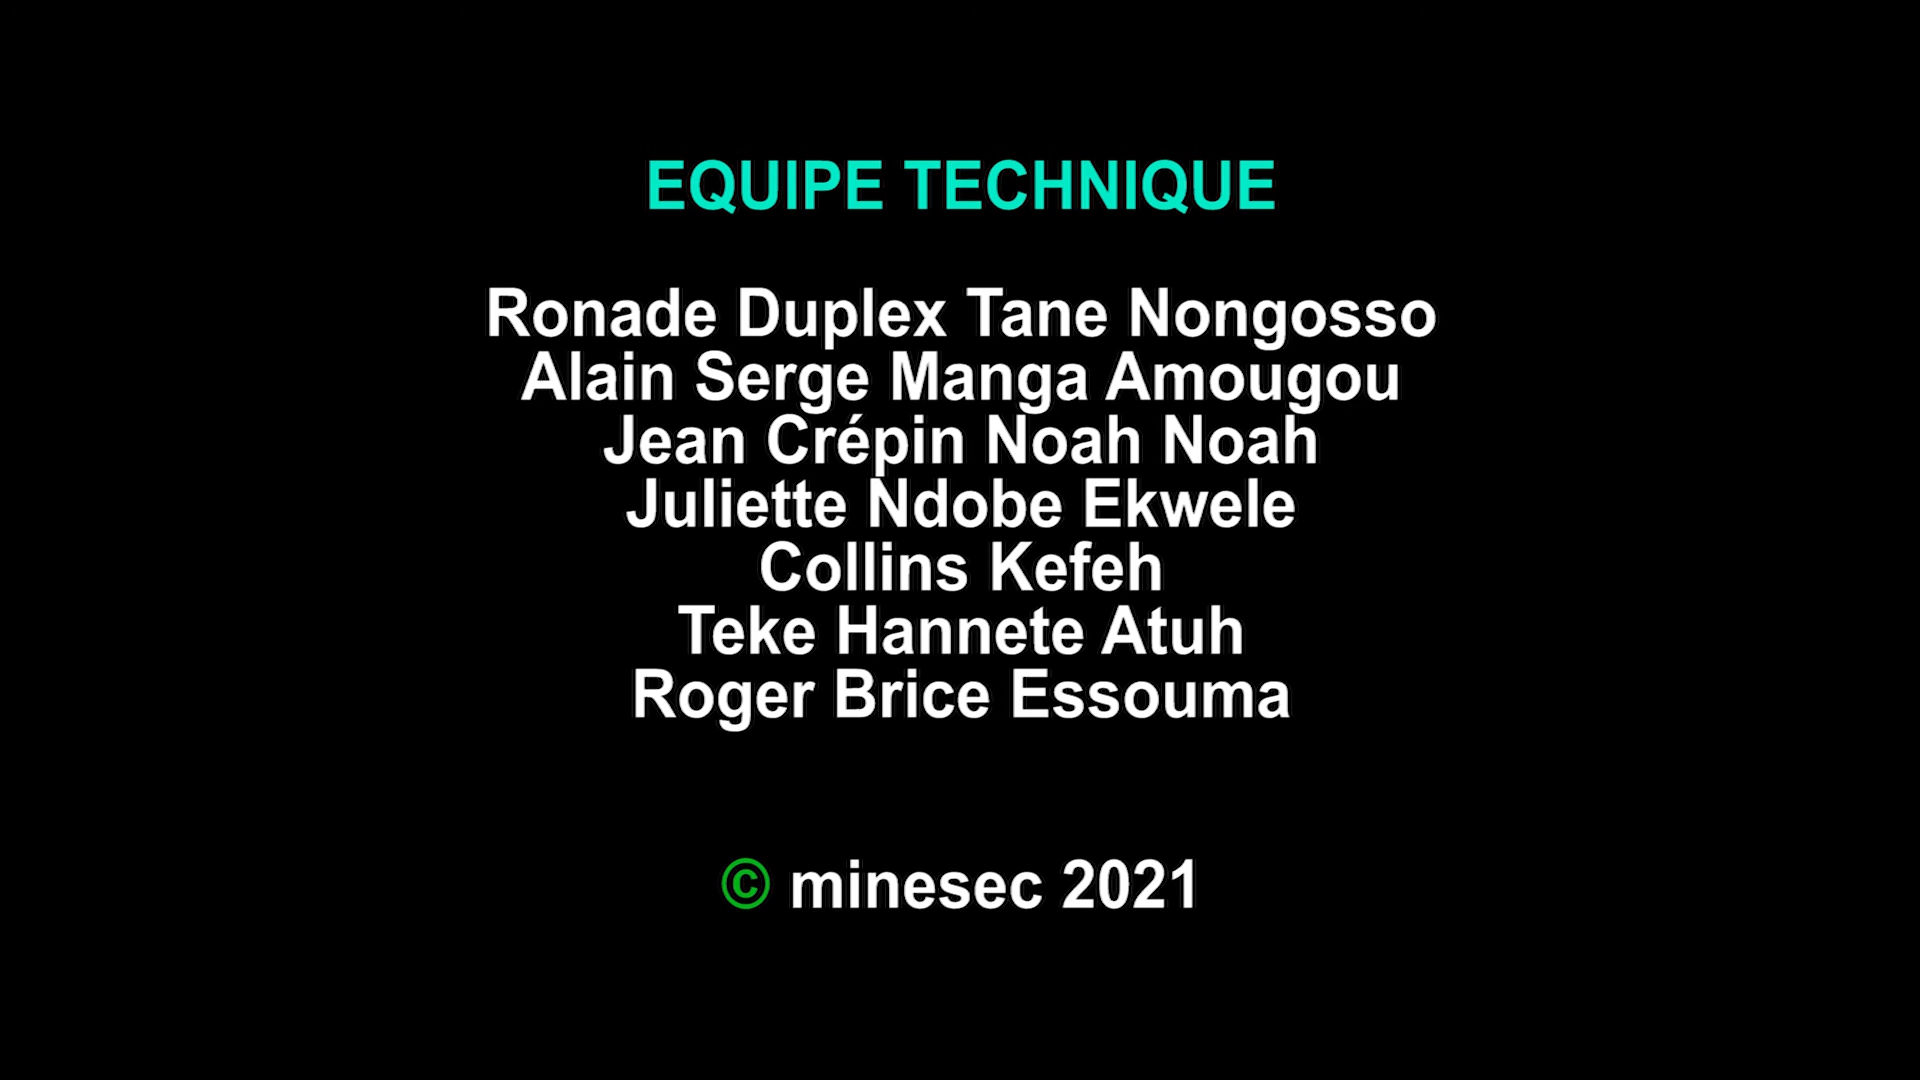 EQUIPE TECHNIQUE
Ronade Duplex Tane Nongosso
Alain Serge Manga Amougou
Jean Crépin Noah Noah
Juliette Ndobe Ekwele
Collins Kefeh
Teke Hannete Atuh
Roger Brice Essouma
© minesec 2021